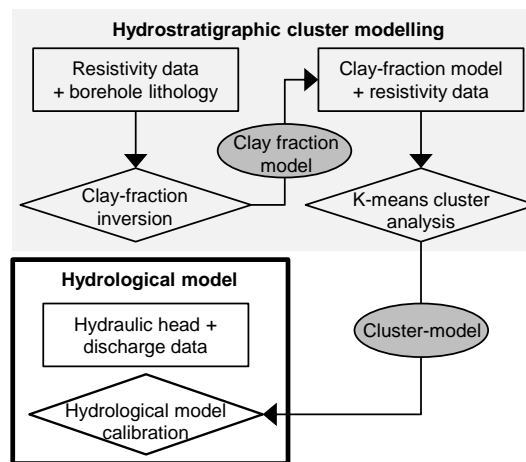 Hydrostratigraphic cluster modelling
Resistivity data
+ borehole lithology
Clay-fraction
inversion
Clay fraction
model
Clay-fraction model
+ resistivity data
K-means cluster
analysis
Cluster-model
Hydrological model
Hydraulic head +
discharge data
Hydrological model
calibration